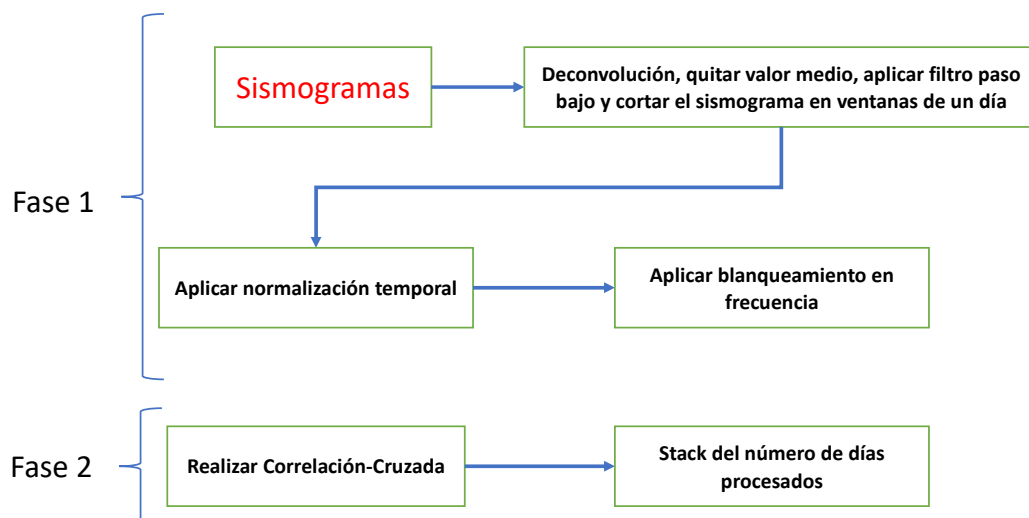 Fase 1
Sismogramas
Deconvolución, quitar valor medio, aplicar filtro paso
bajo y cortar el sismograma en ventanas de un día
Aplicar normalización temporal
Aplicar blanqueamiento en
frecuencia
Fase 2
Realizar Correlación-Cruzada
Stack del número de días
procesados